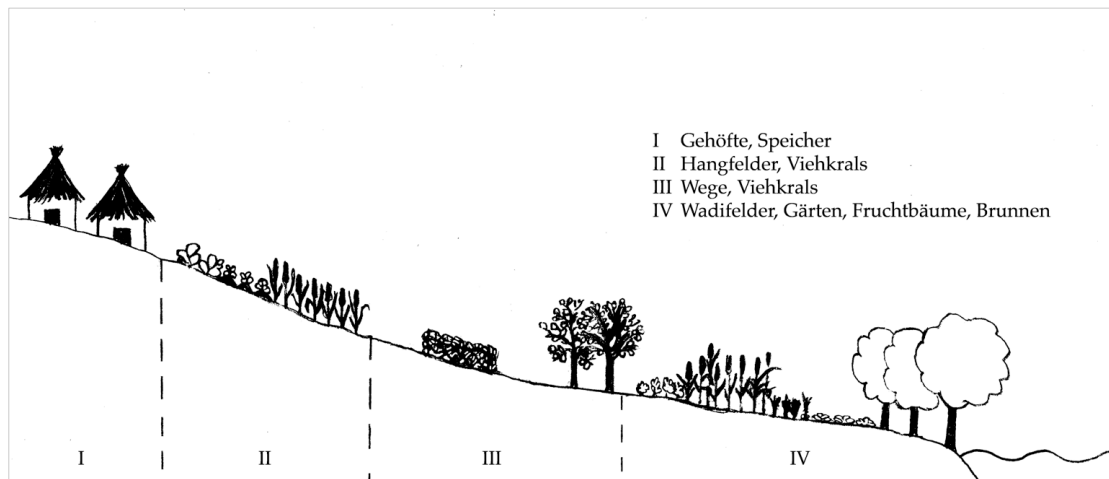 I Gehöfte, Speicher
II Hangfelder, Viehkrals
III Wege, Viehkrals
IV Wadifelder, Gärten, Fruchtbäume, Brunnen
I II III IV